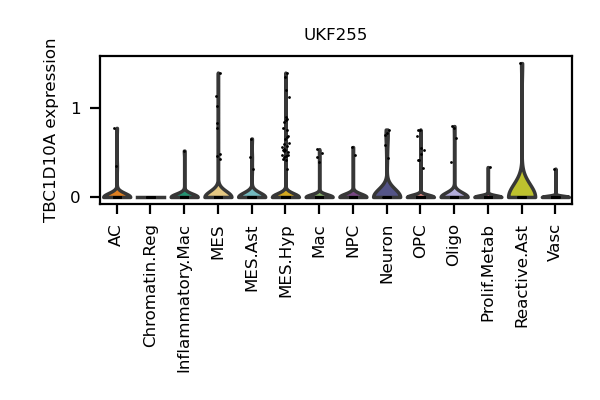 UKF255
TBC1D10A expression
1
0
AC
Chromatin.Reg
Inflammatory.Mac
MES
MES.Ast
MES.Hyp
Mac
NPC
Neuron
OPC
Oligo
Prolif.Metab
Reactive.Ast
Vasc